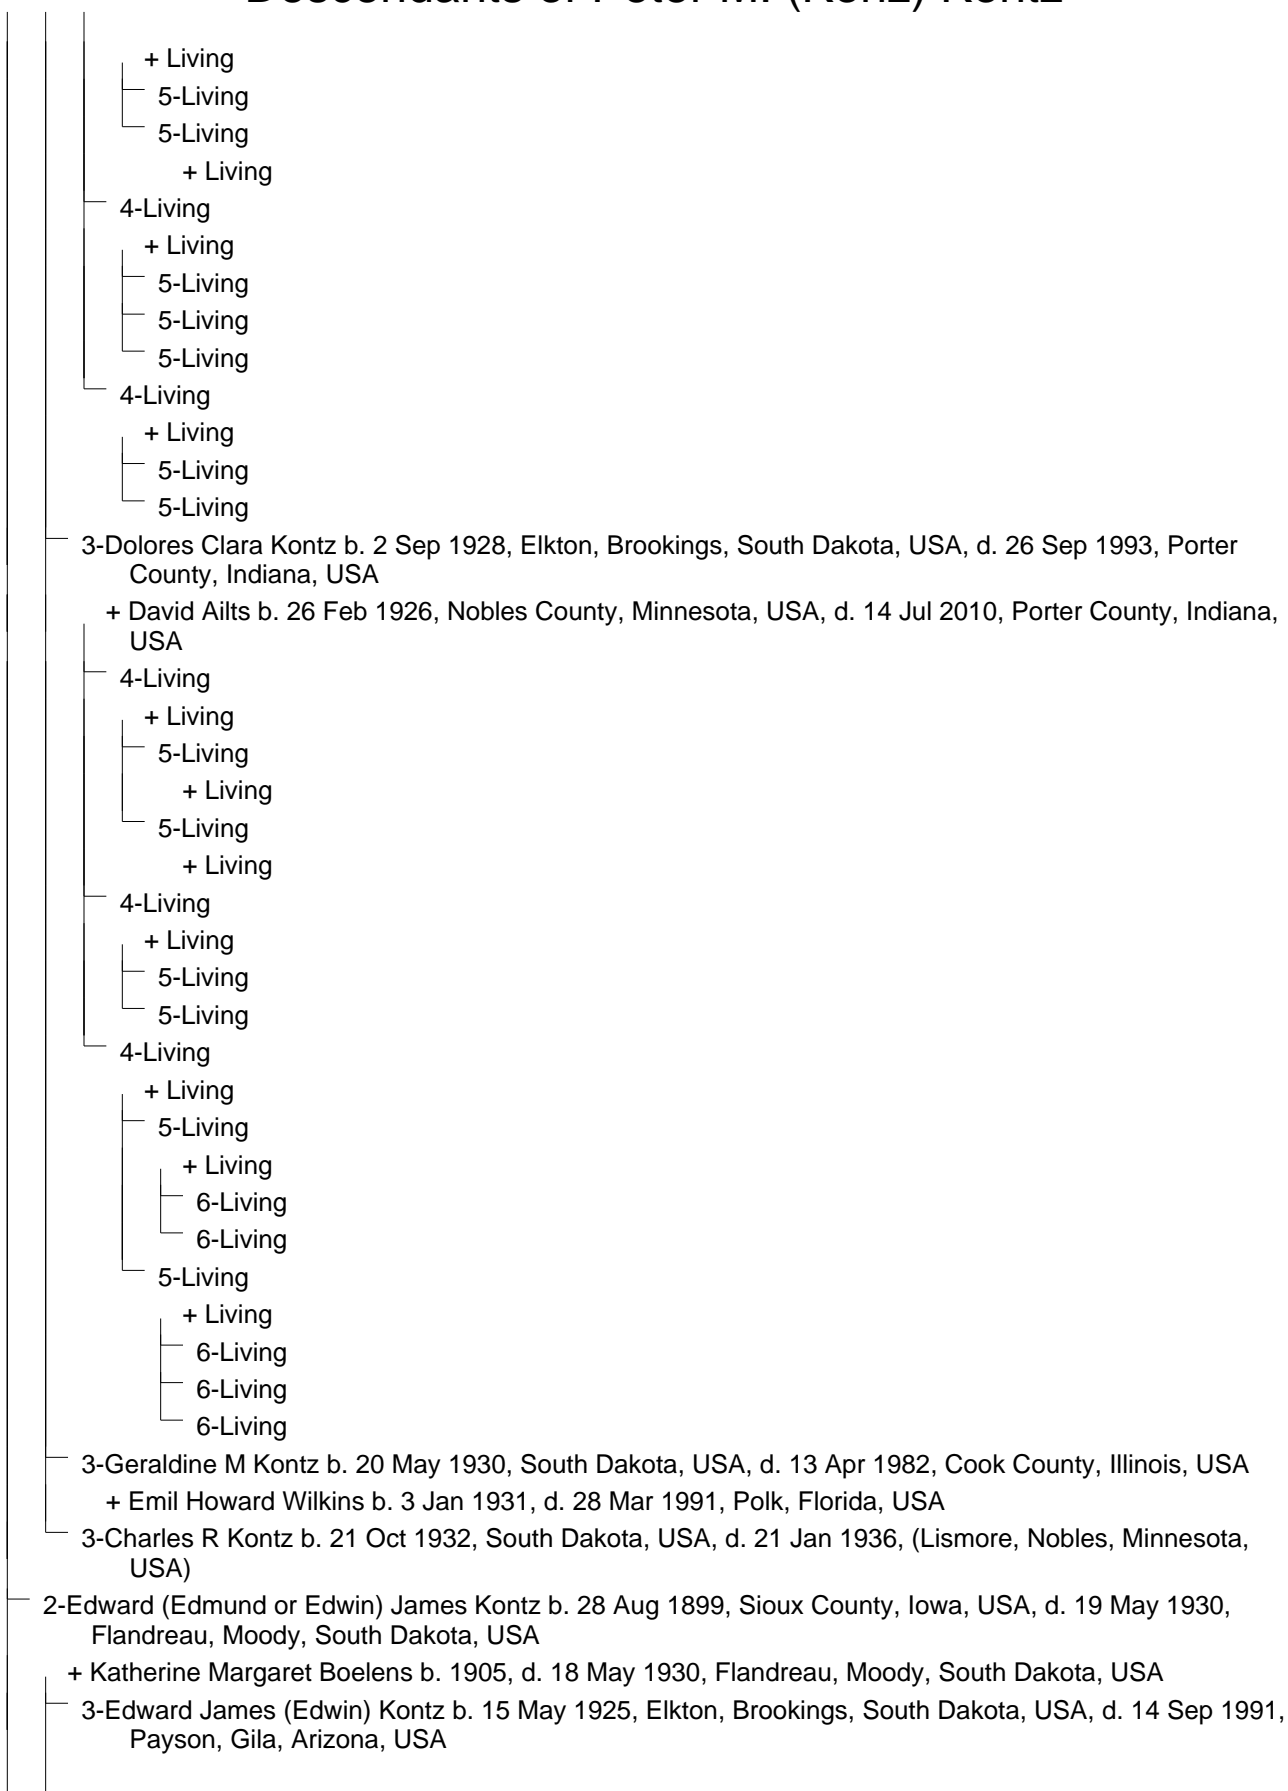 + Living
5-Living
5-Living
+ Living
4-Living
+ Living
5-Living
5-Living
5-Living
4-Living
+ Living
5-Living
5-Living
3-Dolores Clara Kontz b. 2 Sep 1928, Elkton, Brookings, South Dakota, USA, d. 26 Sep 1993, Porter
County, Indiana, USA
+ David Ailts b. 26 Feb 1926, Nobles County, Minnesota, USA, d. 14 Jul 2010, Porter County, Indiana,
USA
4-Living
+ Living
5-Living
+ Living
5-Living
+ Living
4-Living
+ Living
5-Living
5-Living
4-Living
+ Living
5-Living
+ Living
6-Living
6-Living
5-Living
+ Living
6-Living
6-Living
6-Living
3-Geraldine M Kontz b. 20 May 1930, South Dakota, USA, d. 13 Apr 1982, Cook County, Illinois, USA
+ Emil Howard Wilkins b. 3 Jan 1931, d. 28 Mar 1991, Polk, Florida, USA
3-Charles R Kontz b. 21 Oct 1932, South Dakota, USA, d. 21 Jan 1936, (Lismore, Nobles, Minnesota,
USA)
2-Edward (Edmund or Edwin) James Kontz b. 28 Aug 1899, Sioux County, Iowa, USA, d. 19 May 1930,
Flandreau, Moody, South Dakota, USA
+ Katherine Margaret Boelens b. 1905, d. 18 May 1930, Flandreau, Moody, South Dakota, USA
3-Edward James (Edwin) Kontz b. 15 May 1925, Elkton, Brookings, South Dakota, USA, d. 14 Sep 1991,
Payson, Gila, Arizona, USA